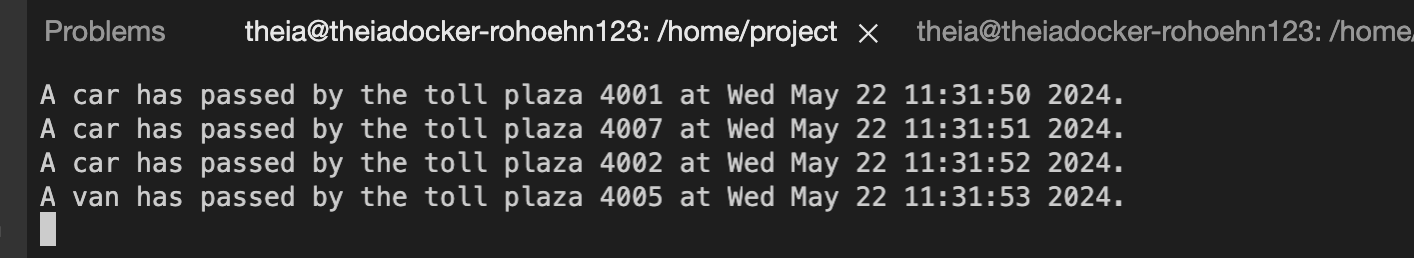 Problems theia@theiadocker-rohoehn123: /home/project × theia@theiadocker-rohoehn123: /home/
A car has passed by the toll plaza 4001 at Wed May 22 11:31:50 2024.
A car has passed by the toll plaza 4007 at Wed May 22 11:31:51 2024.
A car has passed by the toll plaza 4002 at Wed May 22 11:31:52 2024.
A van has passed by the toll plaza 4005 at Wed May 22 11:31:53 2024.